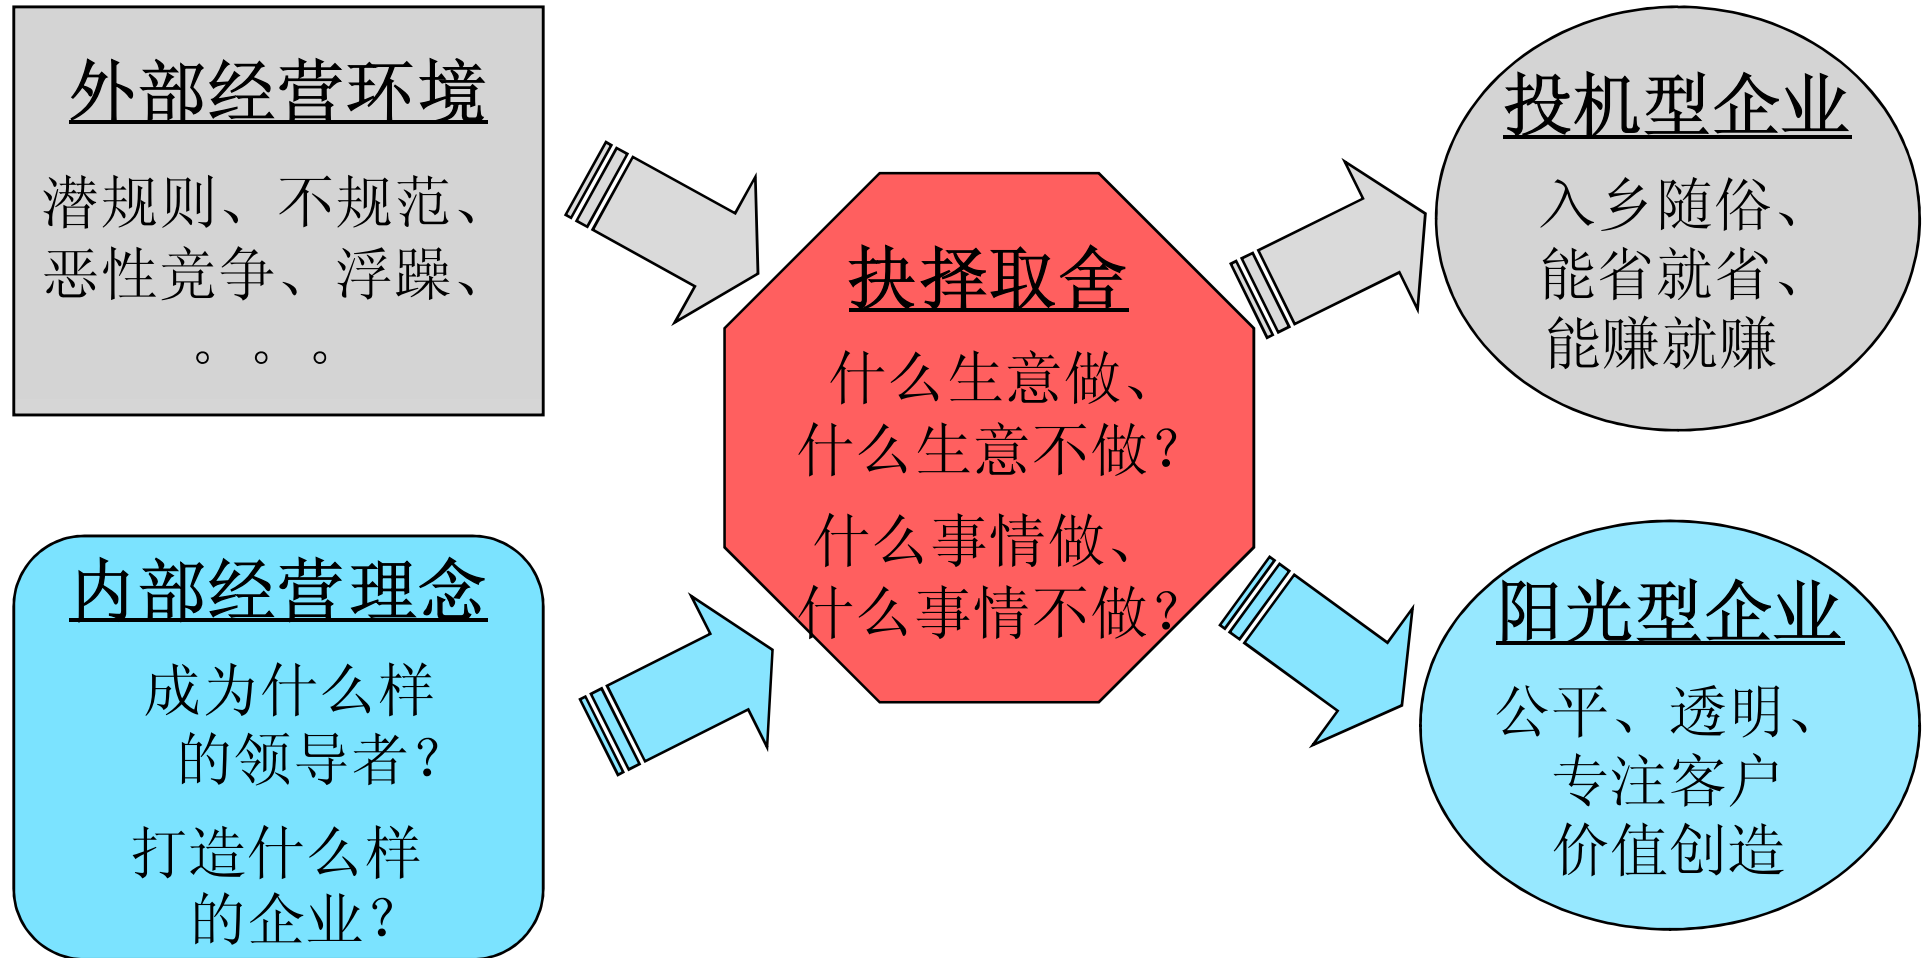 外部经营环境
潜规则、不规范、
恶性竞争、浮躁、
。。。
内部经营理念
成为什么样
的领导者？
打造什么样
的企业？
抉择取舍
什么生意做、
什么生意不做？
什么事情做、
什么事情不做？
投机型企业
入乡随俗、
能省就省、
能赚就赚
阳光型企业
公平、透明、
专注客户
价值创造